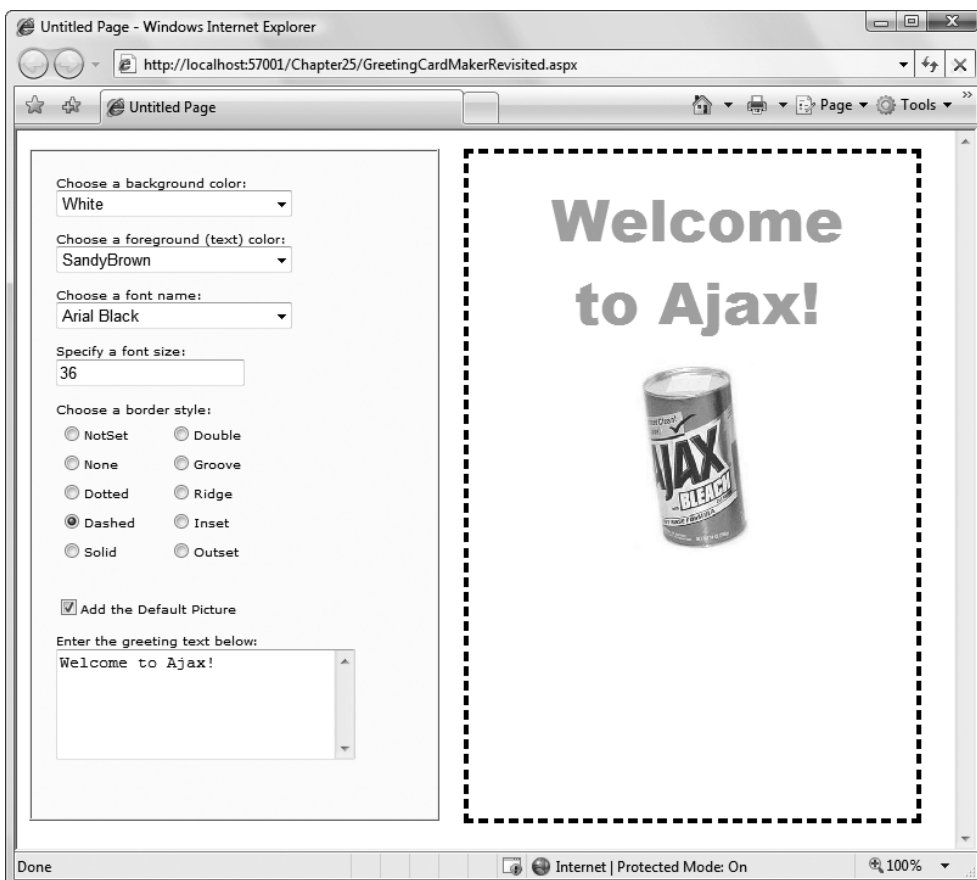 Untitled Page - Windows Internet Explorer
http://localhost:57001/Chapter25/GreetingCardMakerRevisited.aspx
Untitled Page
Page
Tools
Choose a background color:
White
Choose a foreground (text) color:
SandyBrown
Choose a font name:
Arial Black
Specify a font size:
36
Choose a border style:
NotSet
Double
None
Groove
Dotted
Ridge
Dashed
Inset
Solid
Outset
Add the Default Picture
Enter the greeting text below:
Welcome to Ajax!
Welcome
to Ajax!
AJAX
BLEACH
Done
Internet | Protected Mode: On
100%